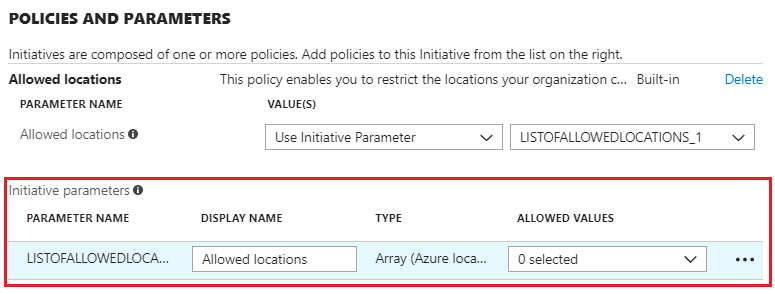 POLICIES AND PARAMETERS
Initiatives are composed of one or more policies. Add policies to this Initiative from the list on the right.
Allowed locations This policy enables you to restrict the locations your organization c... Built-in Delete
PARAMETER NAME VALUE(S)
Allowed locations Use Initiative Parameter LISTOFALLOWEDLOCATIONS_1
Initiative parameters
PARAMETER NAME DISPLAY NAME TYPE ALLOWED VALUES
LISTOFALLOWEDLOCA... Allowed locations Array (Azure loca... 0 selected